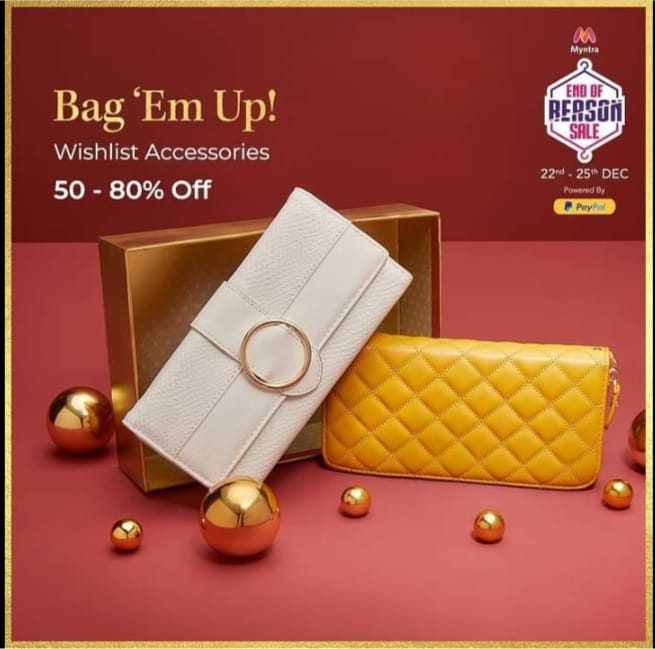 Myntra
END OF
REASON
SALE
22nd - 25th DEC
Powered By
PayPal
Bag ‘Em Up!
Wishlist Accessories
50 - 80% Off